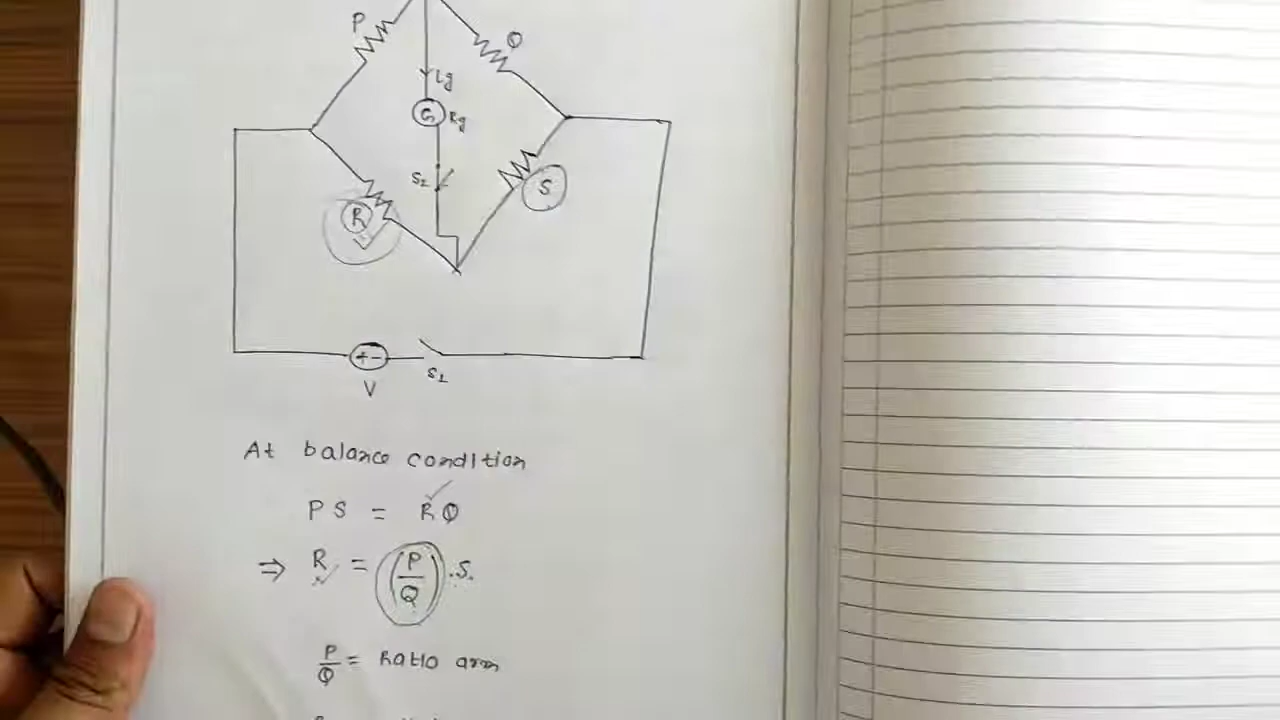 P
Q
Ig
G
Rg
S2
S
R
+ -
S1
V
At balance condition
PS = RQ
⇒ R = (P/Q).S.
P/Q = Ratio arm